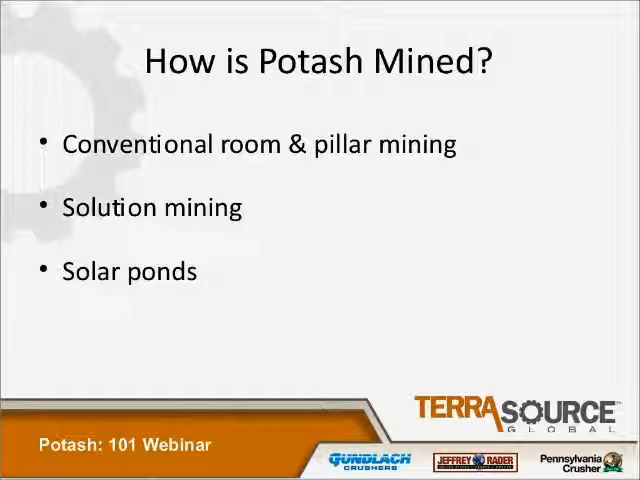 How is Potash Mined?
• Conventional room & pillar mining
• Solution mining
• Solar ponds
TERRASOURCE™
GLOBAL
Potash: 101 Webinar
GUNDLACH
CRUSHERS
JEFFREY RADER
Pennsylvania
Crusher